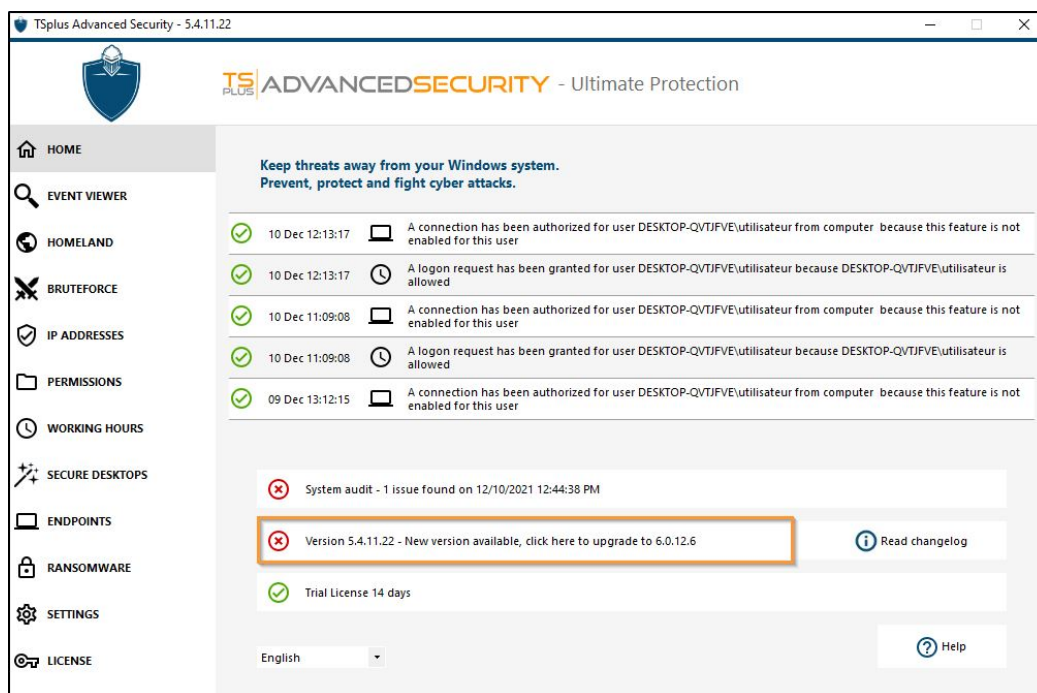 TSplus Advanced Security - 5.4.11.22
TS PLUS ADVANCEDSECURITY - Ultimate Protection
HOME
EVENT VIEWER
HOMELAND
BRUTEFORCE
IP ADDRESSES
PERMISSIONS
WORKING HOURS
SECURE DESKTOPS
ENDPOINTS
RANSOMWARE
SETTINGS
LICENSE
Keep threats away from your Windows system.
Prevent, protect and fight cyber attacks.
10 Dec 12:13:17
A connection has been authorized for user DESKTOP-QVTJFVE\utilisateur from computer because this feature is not
enabled for this user
10 Dec 12:13:17
A logon request has been granted for user DESKTOP-QVTJFVE\utilisateur because DESKTOP-QVTJFVE\utilisateur is
allowed
10 Dec 11:09:08
A connection has been authorized for user DESKTOP-QVTJFVE\utilisateur from computer because this feature is not
enabled for this user
10 Dec 11:09:08
A logon request has been granted for user DESKTOP-QVTJFVE\utilisateur because DESKTOP-QVTJFVE\utilisateur is
allowed
09 Dec 13:12:15
A connection has been authorized for user DESKTOP-QVTJFVE\utilisateur from computer because this feature is not
enabled for this user
System audit - 1 issue found on 12/10/2021 12:44:38 PM
Version 5.4.11.22 - New version available, click here to upgrade to 6.0.12.6
Read changelog
Trial License 14 days
Help
English